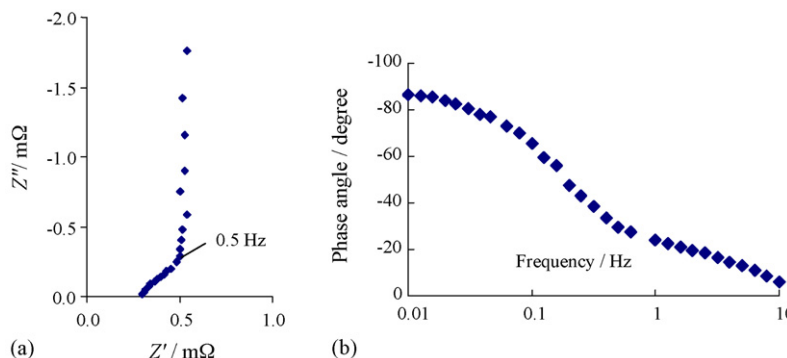 -2.0
-1.5
-1.0
-0.5
0.0
Z″/ mΩ
0.5 Hz
0.0 0.5 1.0
(a) Z′ / mΩ
-100
-80
-60
-40
-20
0
Phase angle / degree
Frequency / Hz
0.01 0.1 1 10
(b)